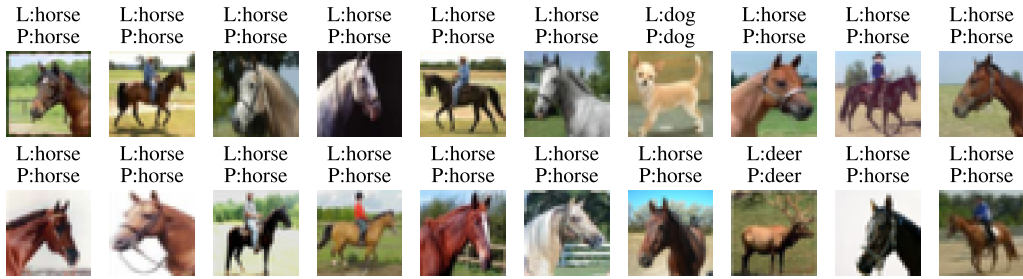 L:horse L:horse L:horse L:horse L:horse L:horse L:dog L:horse L:horse L:horse
P:horse P:horse P:horse P:horse P:horse P:horse P:dog P:horse P:horse P:horse
L:horse L:horse L:horse L:horse L:horse L:horse L:horse L:deer L:horse L:horse
P:horse P:horse P:horse P:horse P:horse P:horse P:horse P:deer P:horse P:horse